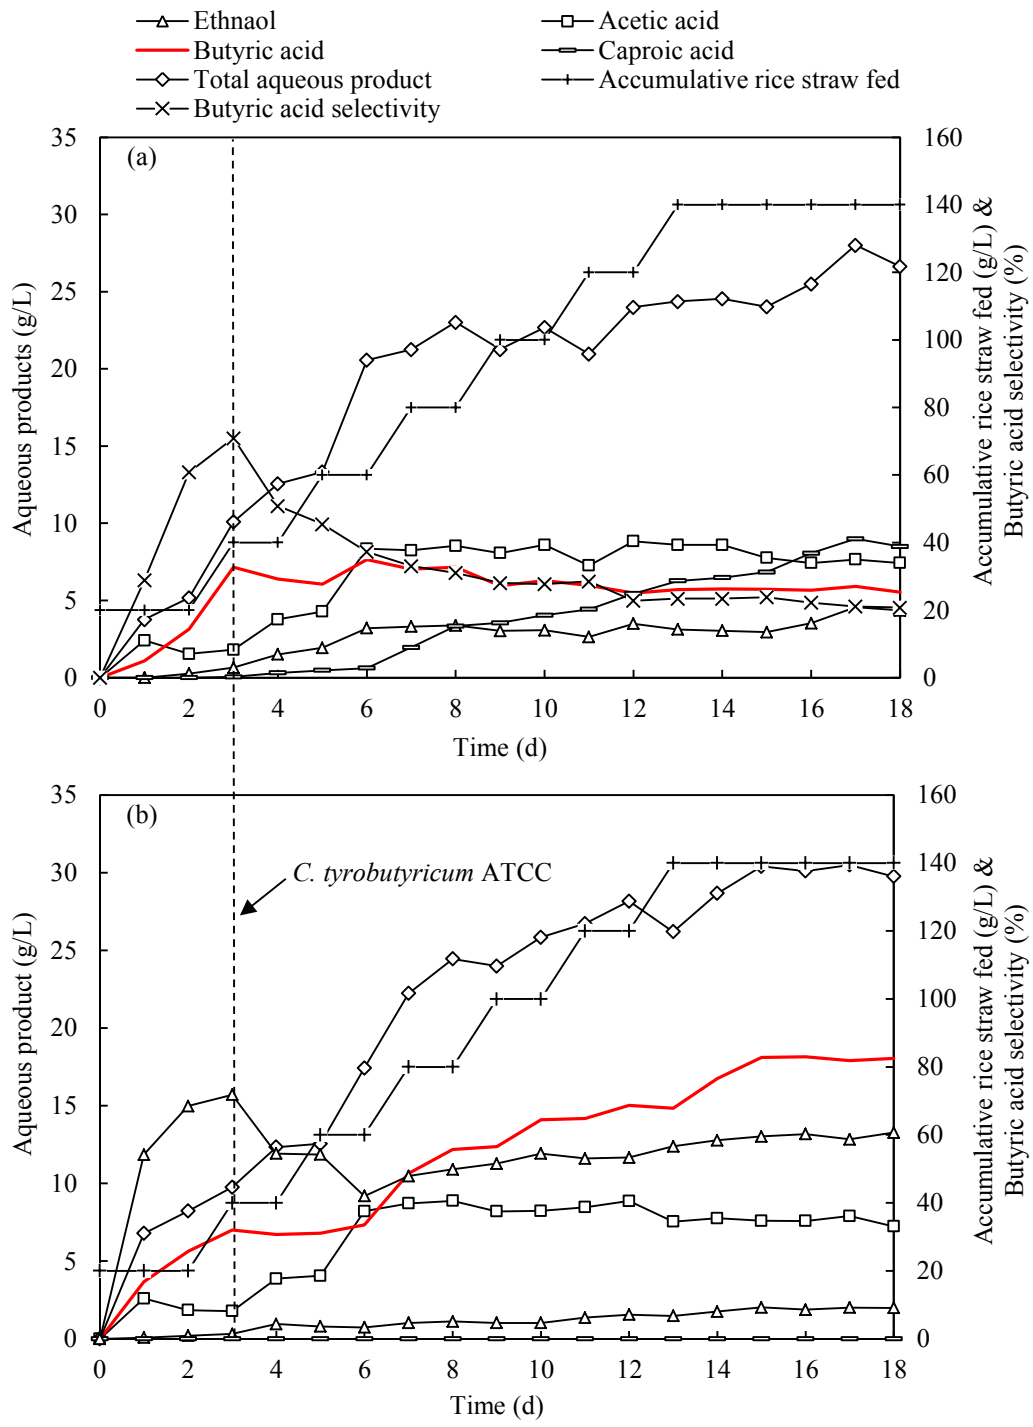 Ethnaol
Acetic acid
Butyric acid
Caproic acid
Total aqueous product
Accumulative rice straw fed
Butyric acid selectivity
(a)
35
30
25
20
15
10
5
0
Aqueous products (g/L)
160
140
120
100
80
60
40
20
0
Accumulative rice straw fed (g/L) &
Butyric acid selectivity (%)
0 2 4 6 8 10 12 14 16 18
Time (d)
(b)
C. tyrobutyricum ATCC
35
30
25
20
15
10
5
0
Aqueous product (g/L)
160
140
120
100
80
60
40
20
0
Accumulative rice straw fed (g/L) &
Butyric acid selectivity (%)
0 2 4 6 8 10 12 14 16 18
Time (d)